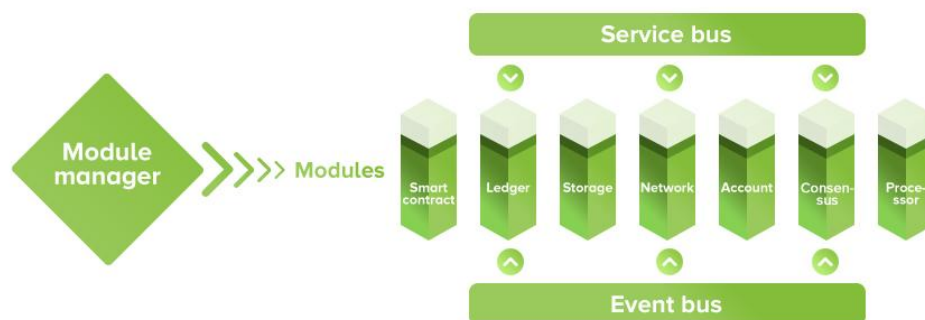 Service bus
Module
manager
Modules
Smart
contract
Ledger
Storage
Network
Account
Consen-
sus
Proce-
ssor
Event bus